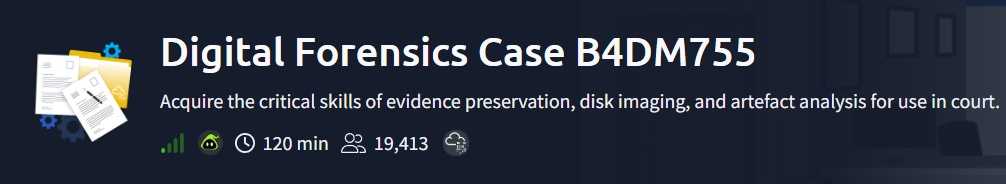 Digital Forensics Case B4DM755
Acquire the critical skills of evidence preservation, disk imaging, and artefact analysis for use in court.
120 min 19,413